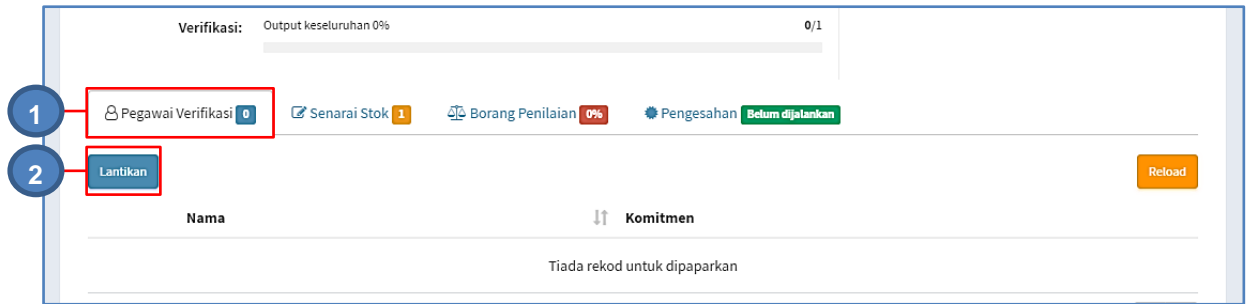 Verifikasi: Output keseluruhan 0% 0/1
1 Pegawai Verifikasi 0 Senarai Stok 1 Borang Penilaian 0% Pengesahan Belum dijalankan
2 Lantikan Reload
Nama Komitmen
Tiada rekod untuk dipaparkan